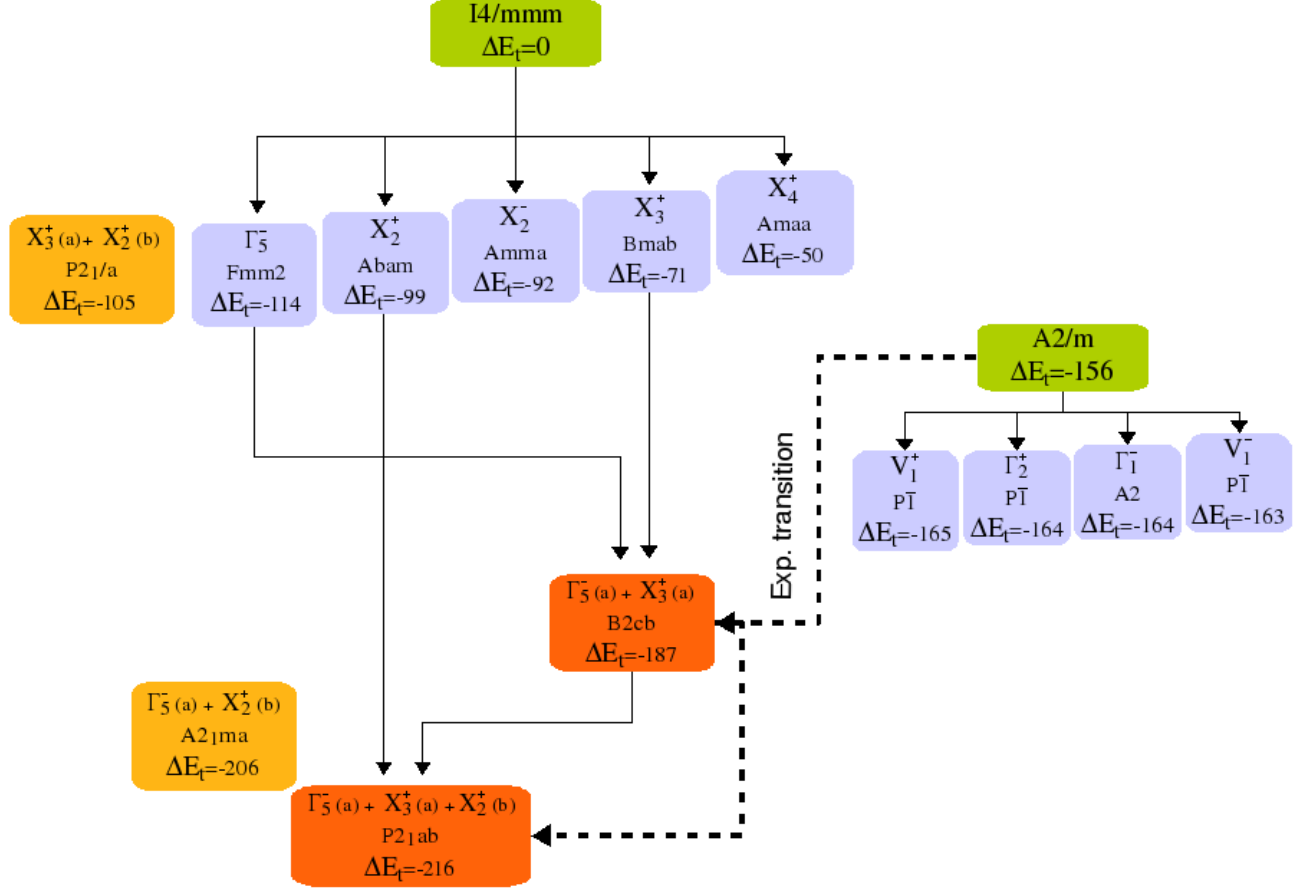 I4/mmm
ΔEt=0
X3+ (a) + X2+ (b)
P21/a
ΔEt=-105
Γ5-
Fmm2
ΔEt=-114
X2+
Abam
ΔEt=-99
X2-
Amma
ΔEt=-92
X3+
Bmab
ΔEt=-71
X4+
Amaa
ΔEt=-50
A2/m
ΔEt=-156
V1+
P1̅
ΔEt=-165
Γ2+
P1̅
ΔEt=-164
Γ1-
A2
ΔEt=-164
V1-
P1̅
ΔEt=-163
Exp. transition
Γ5- (a) + X3+ (a)
B2cb
ΔEt=-187
Γ5- (a) + X2+ (b)
A21ma
ΔEt=-206
Γ5- (a) + X3+ (a) + X2+ (b)
P21ab
ΔEt=-216